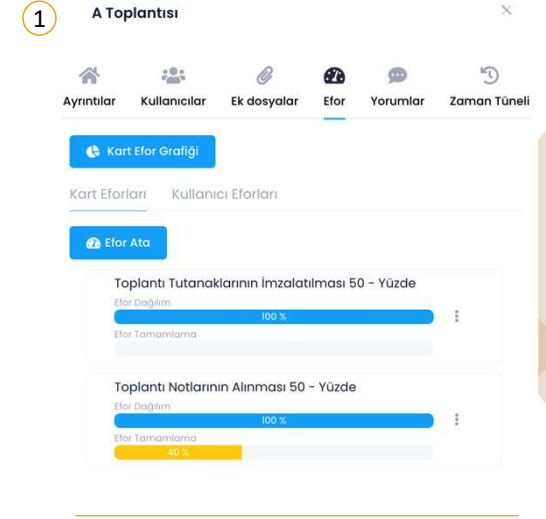 1
A Toplantısı
Ayrıntılar Kullanıcılar Ek dosyalar Efor Yorumlar Zaman Tüneli
Kart Efor Grafiği
Kart Eforları Kullanıcı Eforları
Efor Ata
Toplantı Tutanaklarının İmzalatılması 50 - Yüzde
Efor Dağılım
100 %
Efor Tamamlama
Toplantı Notlarının Alınması 50 - Yüzde
Efor Dağılım
100 %
Efor Tamamlama
40 %